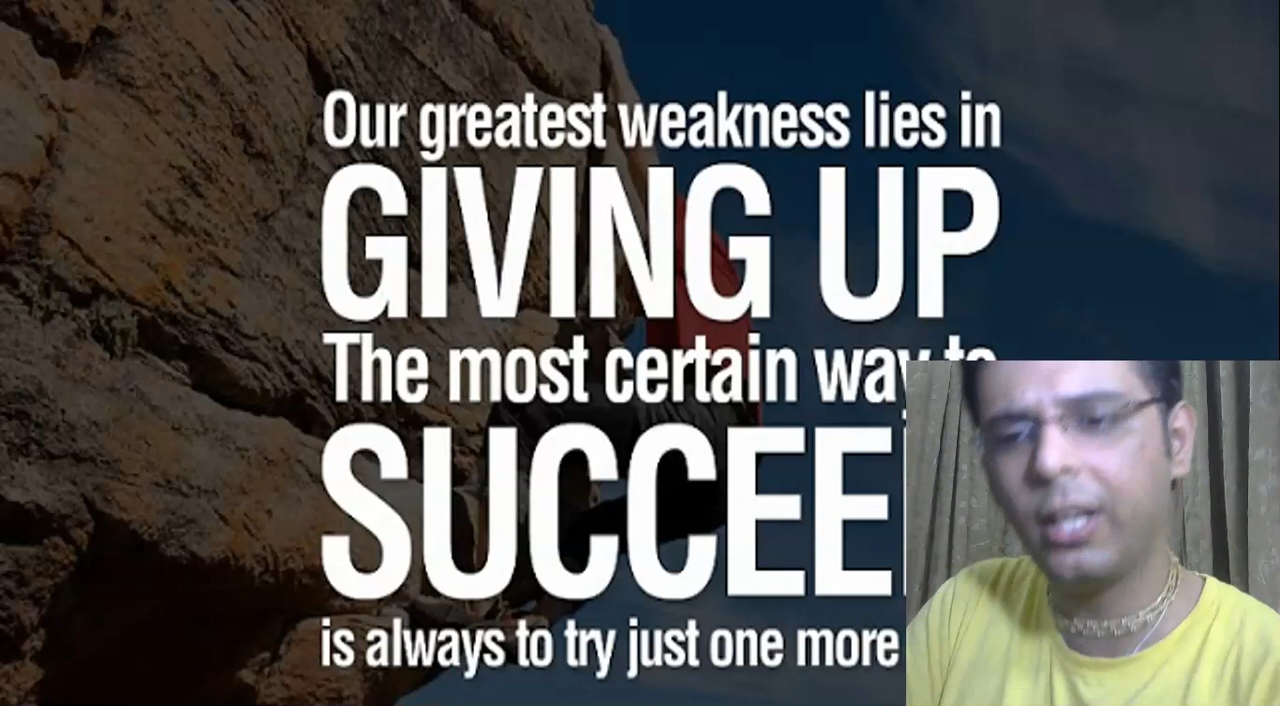 Our greatest weakness lies in
GIVING UP
The most certain way to
SUCCEE
is always to try just one more